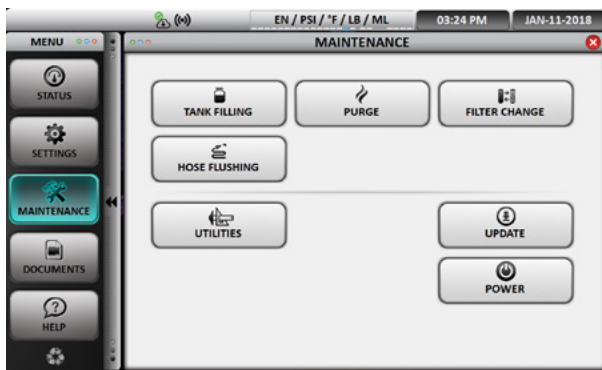 EN / PSI / °F / LB / ML 03:24 PM JAN-11-2018
MENU MAINTENANCE
STATUS
SETTINGS
MAINTENANCE
DOCUMENTS
HELP
TANK FILLING PURGE FILTER CHANGE
HOSE FLUSHING
UTILITIES UPDATE
POWER